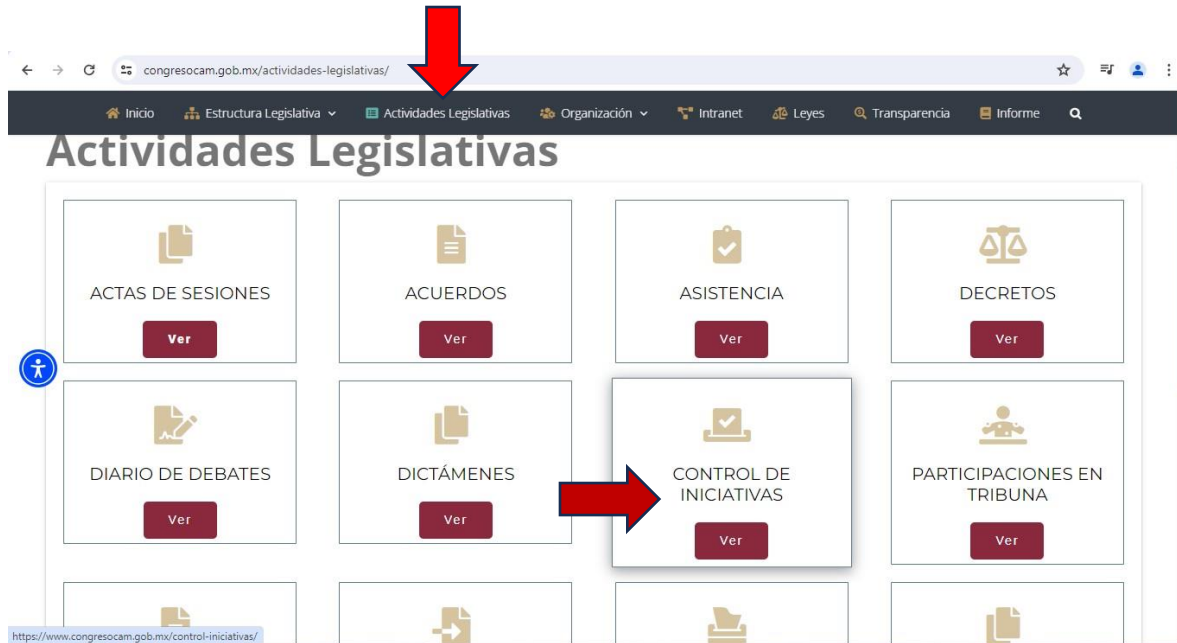 congresocam.gob.mx/actividades-legislativas/
Inicio Estructura Legislativa Actividades Legislativas Organización Intranet Leyes Transparencia Informe
Actividades Legislativas
ACTAS DE SESIONES
Ver
ACUERDOS
Ver
ASISTENCIA
Ver
DECRETOS
Ver
DIARIO DE DEBATES
Ver
DICTÁMENES
Ver
CONTROL DE
INICIATIVAS
Ver
PARTICIPACIONES EN
TRIBUNA
Ver
https://www.congresocam.gob.mx/control-iniciativas/